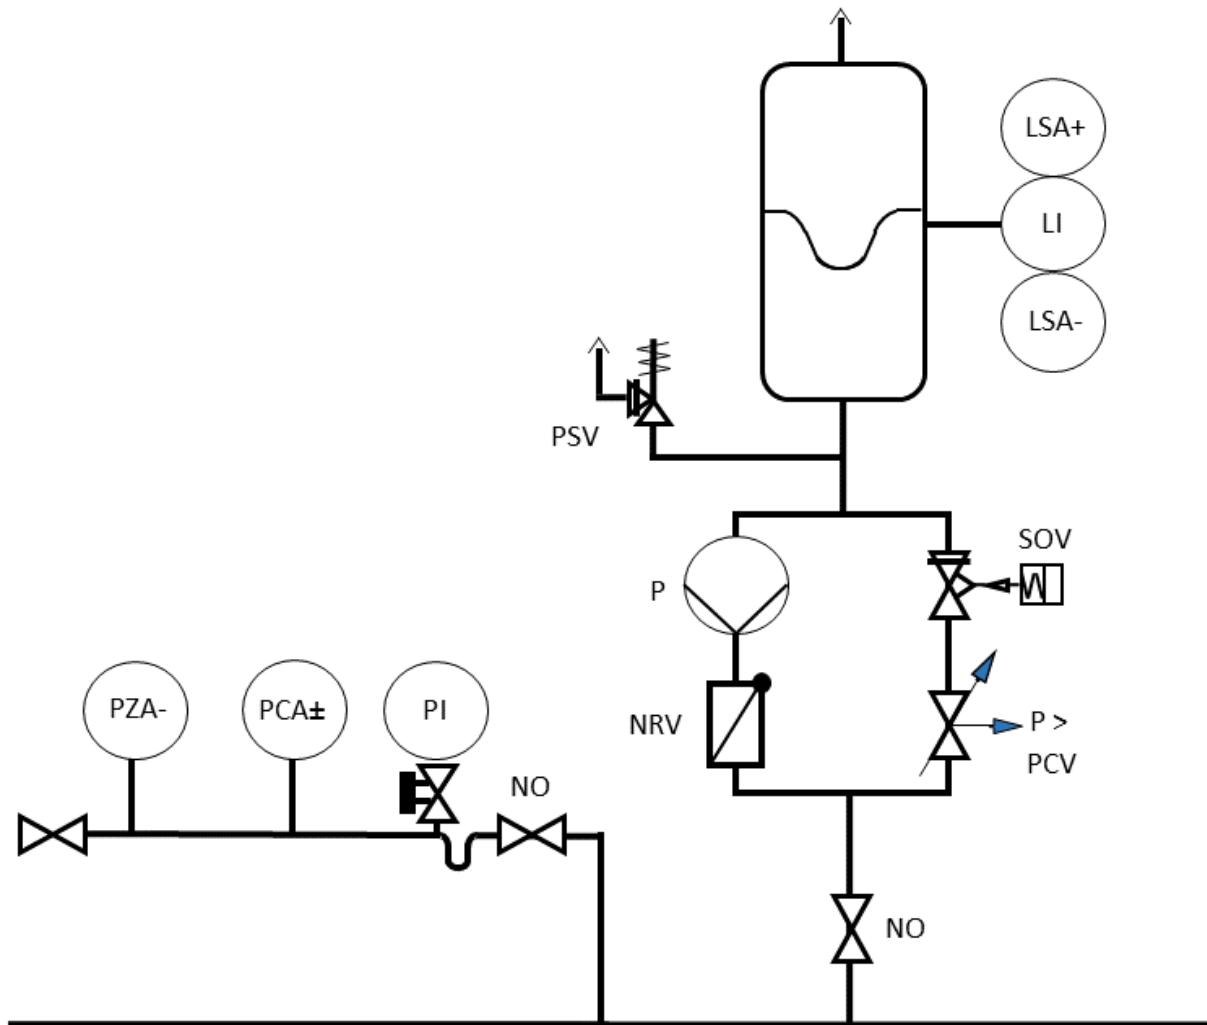 LSA+
LI
LSA-
PSV
SOV
P
PZA-
PCA±
PI
NRV
P >
PCV
NO
NO